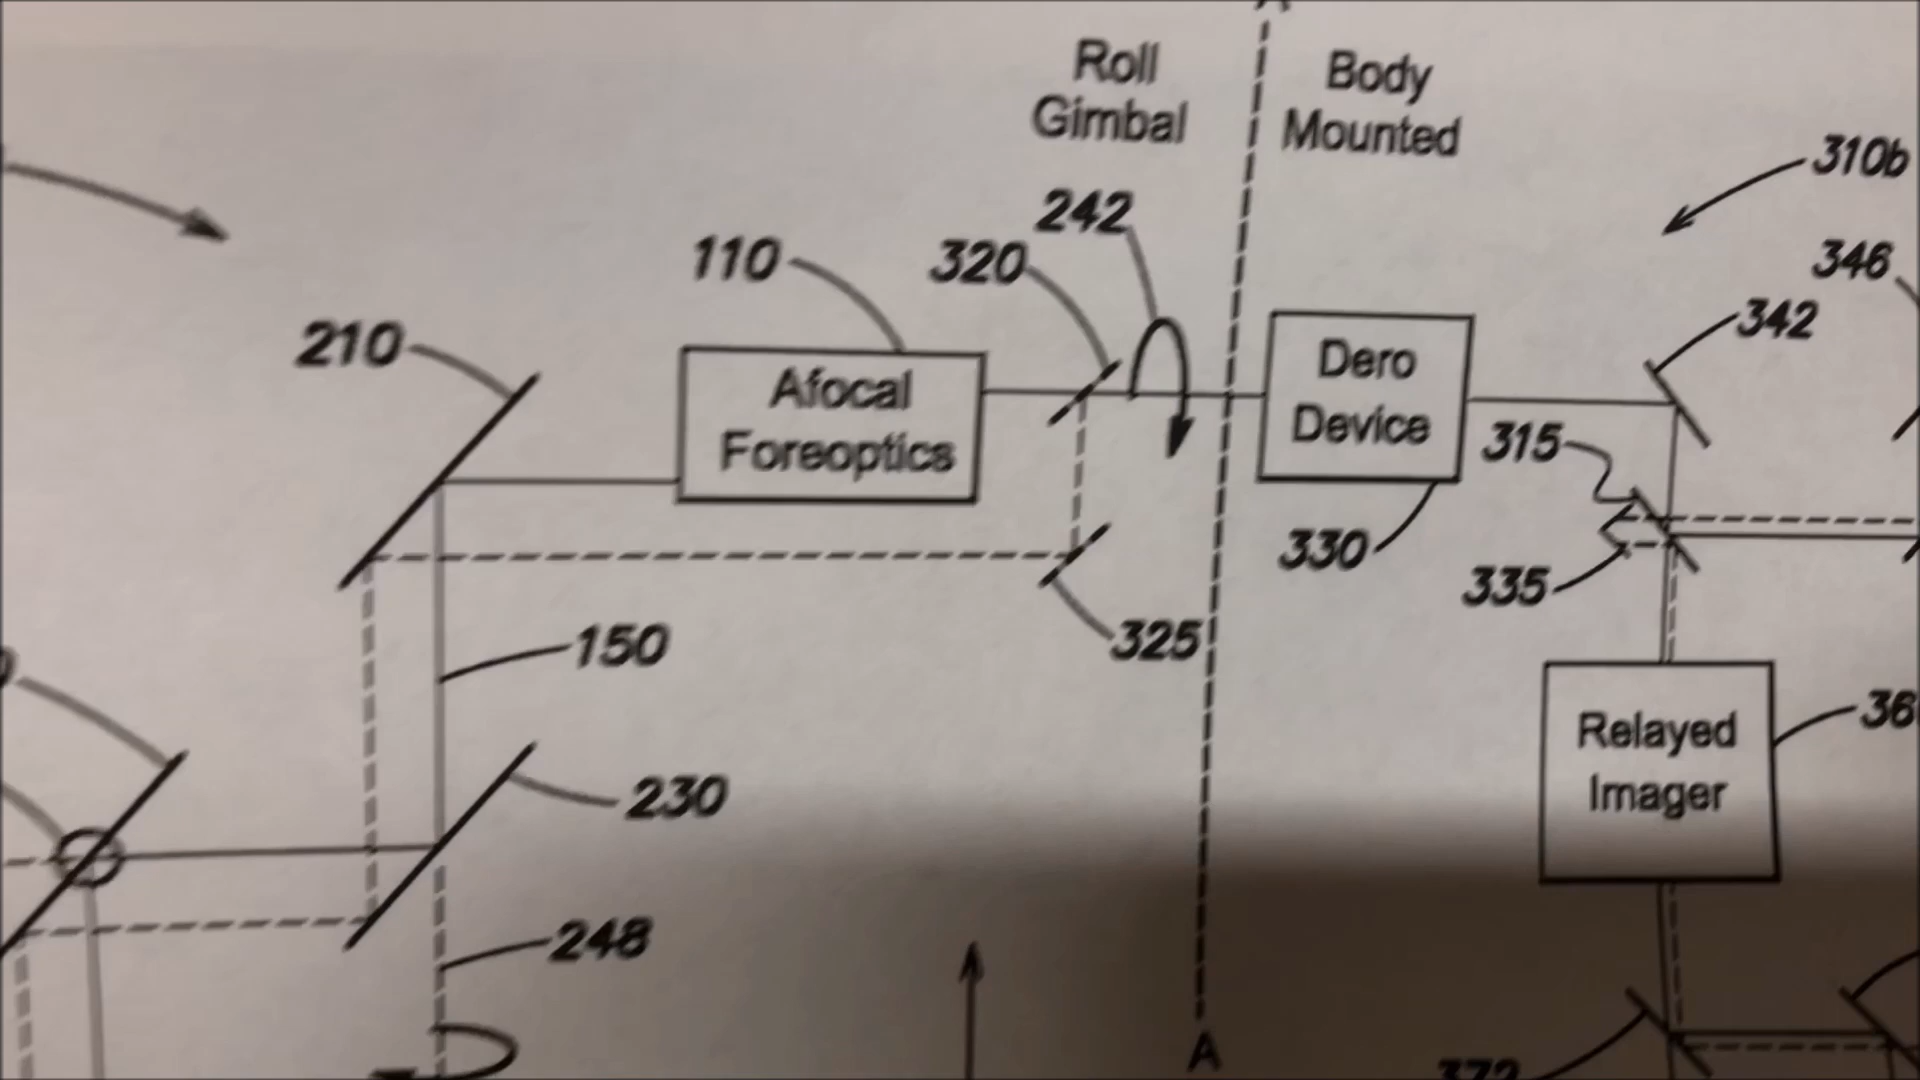 Roll
Gimbal
Body
Mounted
310b
242
346
110
320
342
210
Afocal
Foreoptics
Dero
Device
315
330
335
325
150
Relayed
Imager
230
248
A